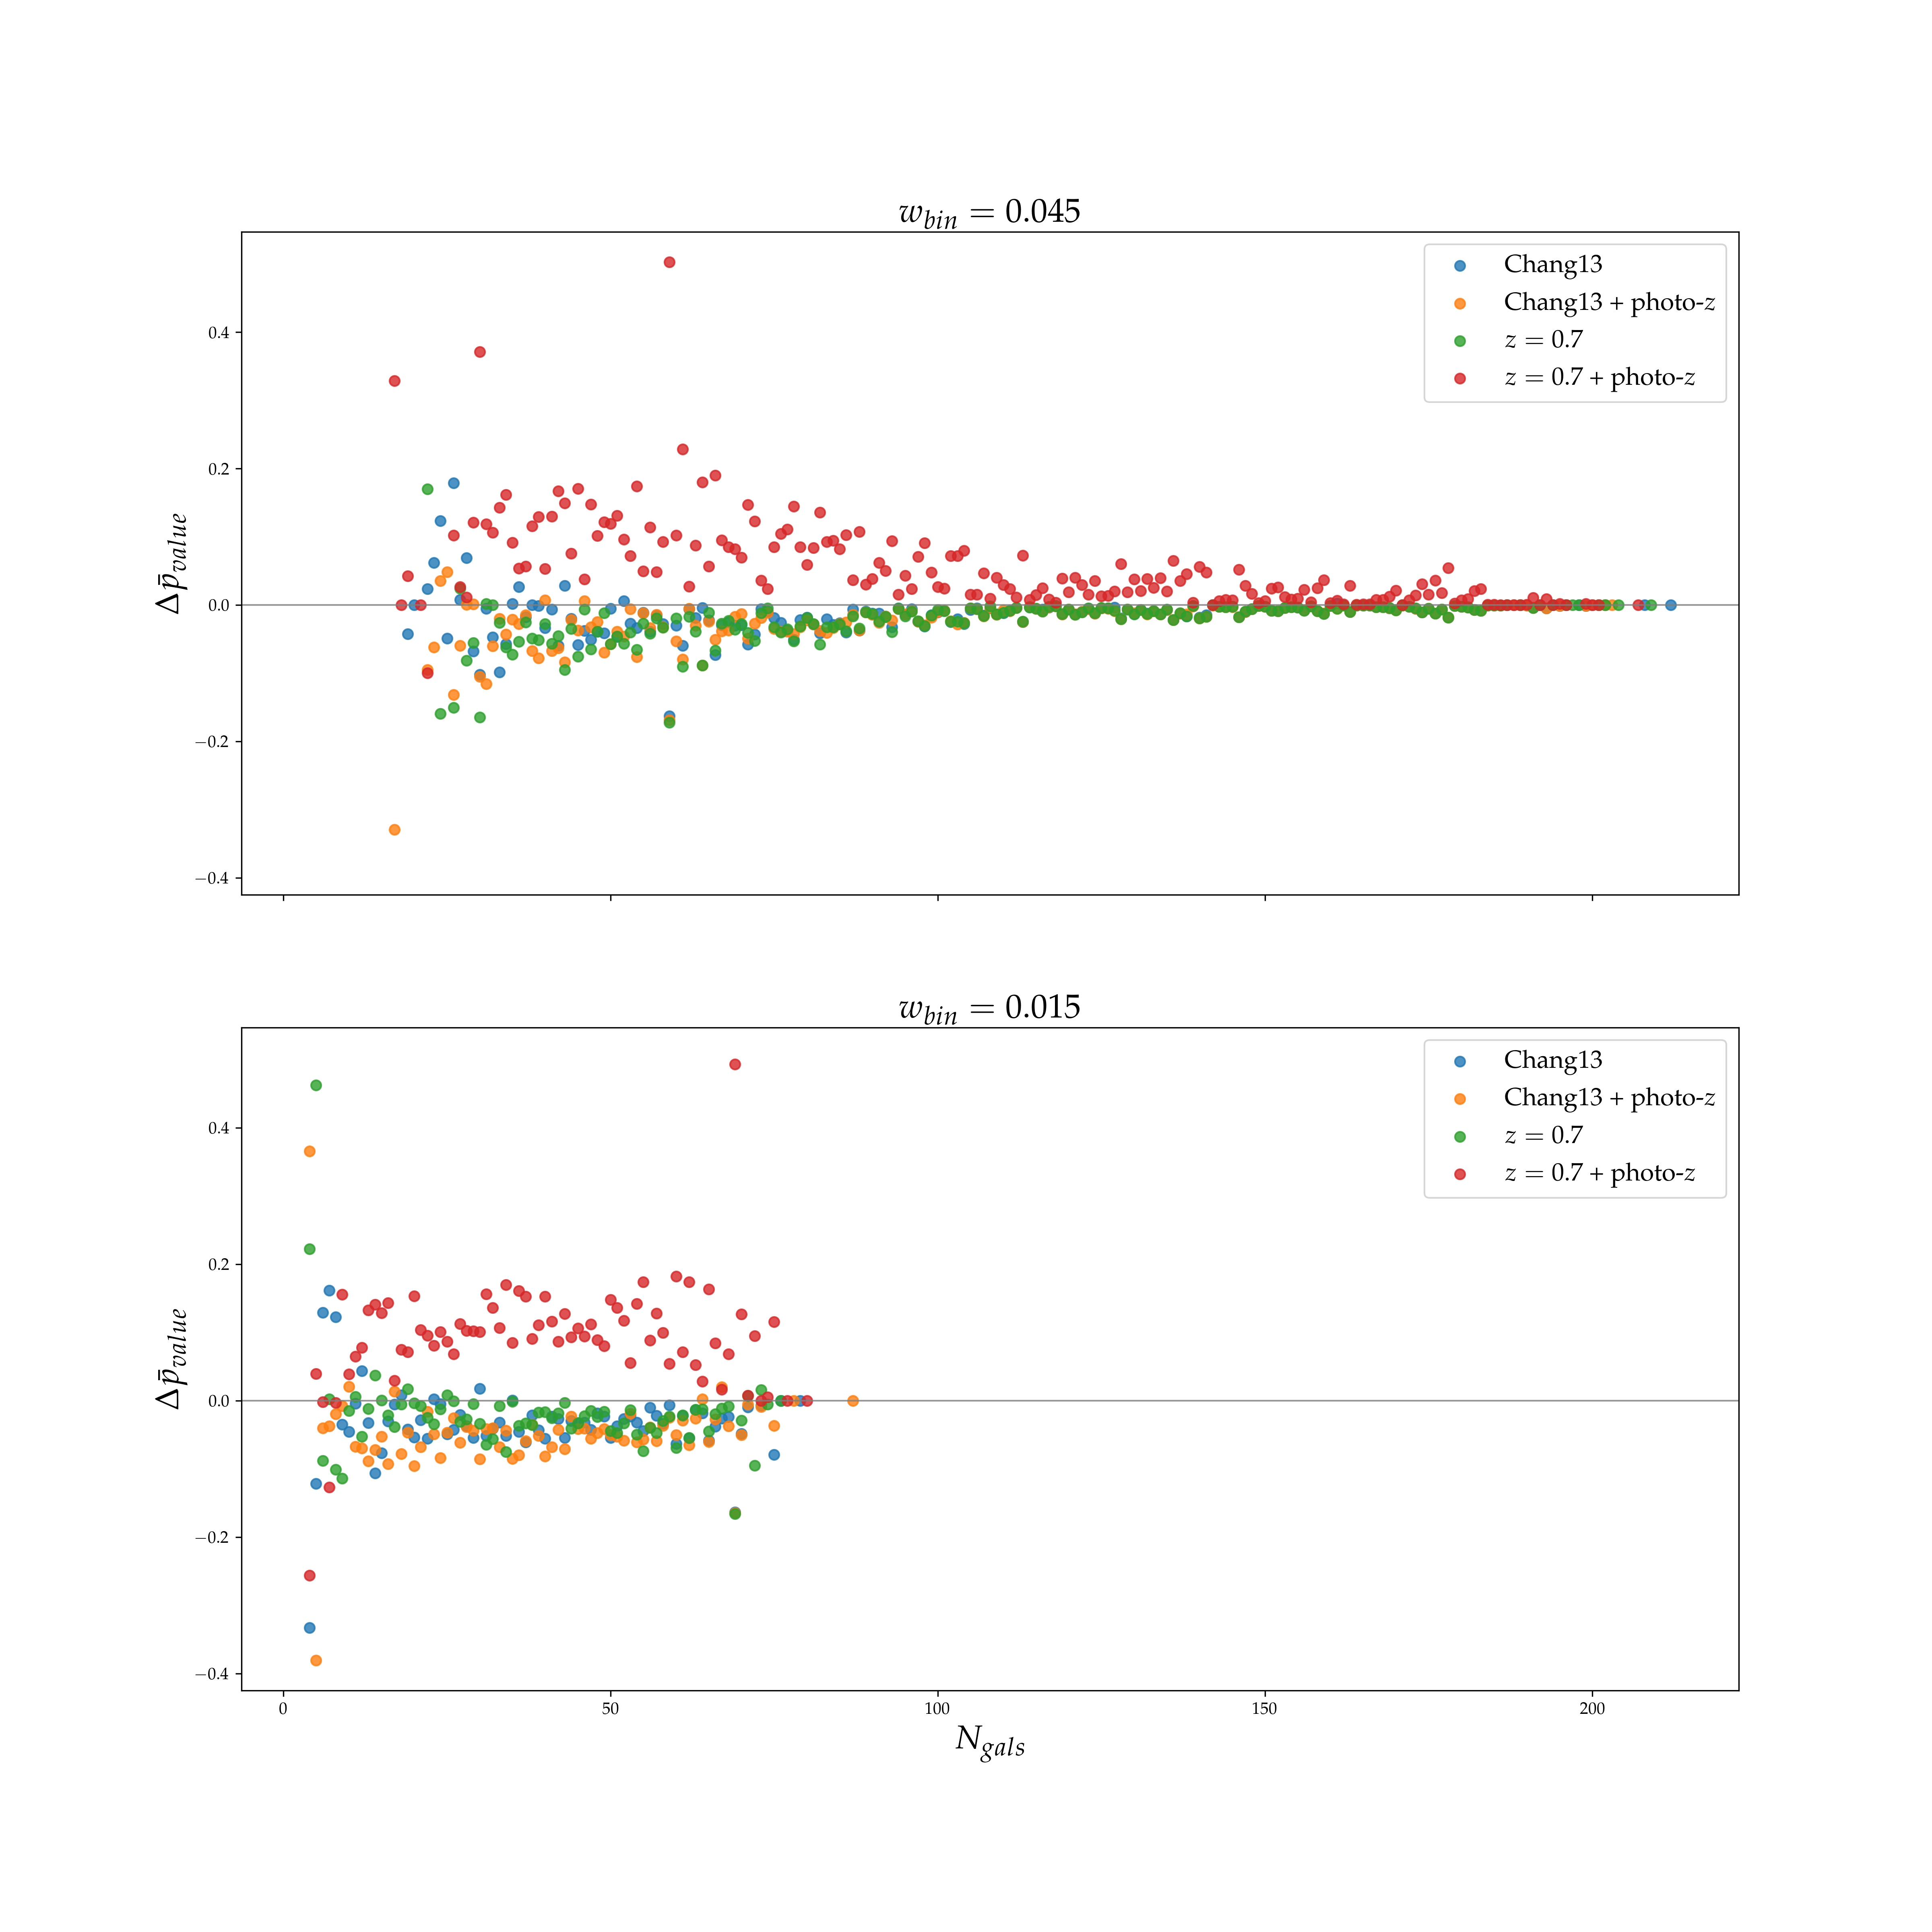 w_bin = 0.045
Chang13
Chang13 + photo-z
z = 0.7
z = 0.7 + photo-z
0.4
0.2
0.0
−0.2
−0.4
Δp̄_value
w_bin = 0.015
Chang13
Chang13 + photo-z
z = 0.7
z = 0.7 + photo-z
0.4
0.2
0.0
−0.2
−0.4
Δp̄_value
0 50 100 150 200
N_gals